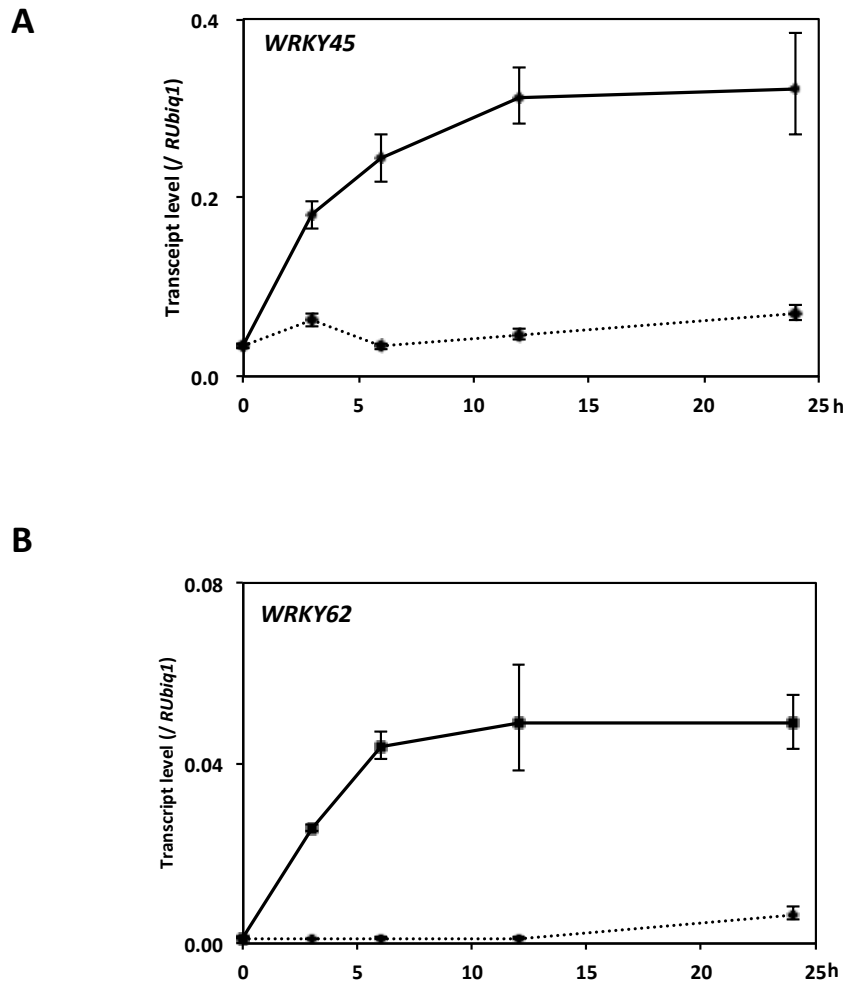 A
WRKY45
Transceipt level (/ RUbiq1)
0.4
0.2
0.0
0 5 10 15 20 25 h
B
WRKY62
Transcript level (/ RUbiq1)
0.08
0.04
0.00
0 5 10 15 20 25 h